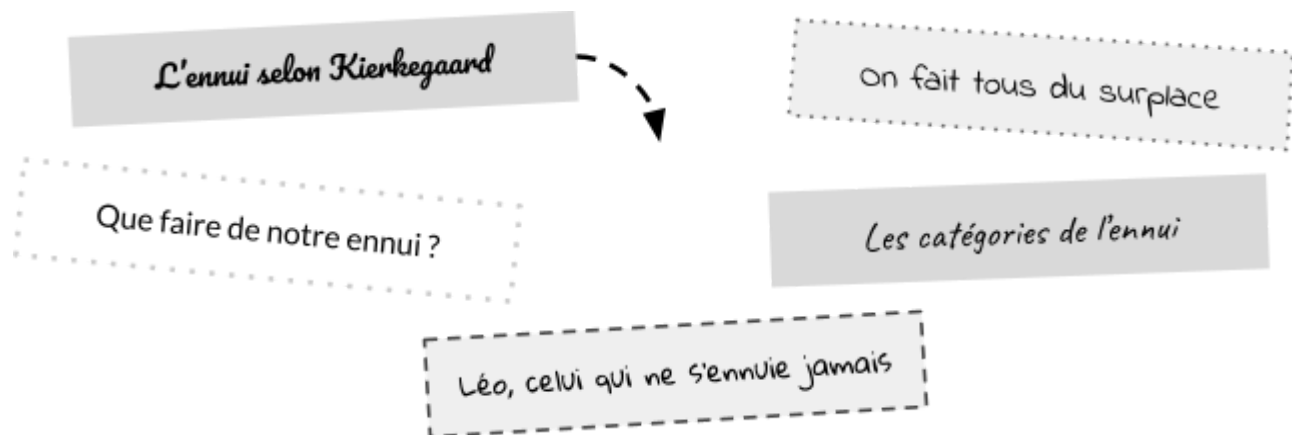 L'ennui selon Kierkegaard
On fait tous du surplace
Que faire de notre ennui ?
Les catégories de l'ennui
Léo, celui qui ne s'ennuie jamais